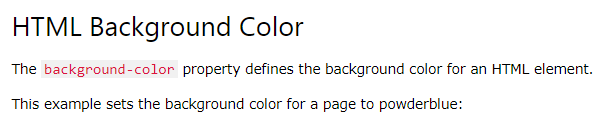 HTML Background Color
The background-color property defines the background color for an HTML element.
This example sets the background color for a page to powderblue: